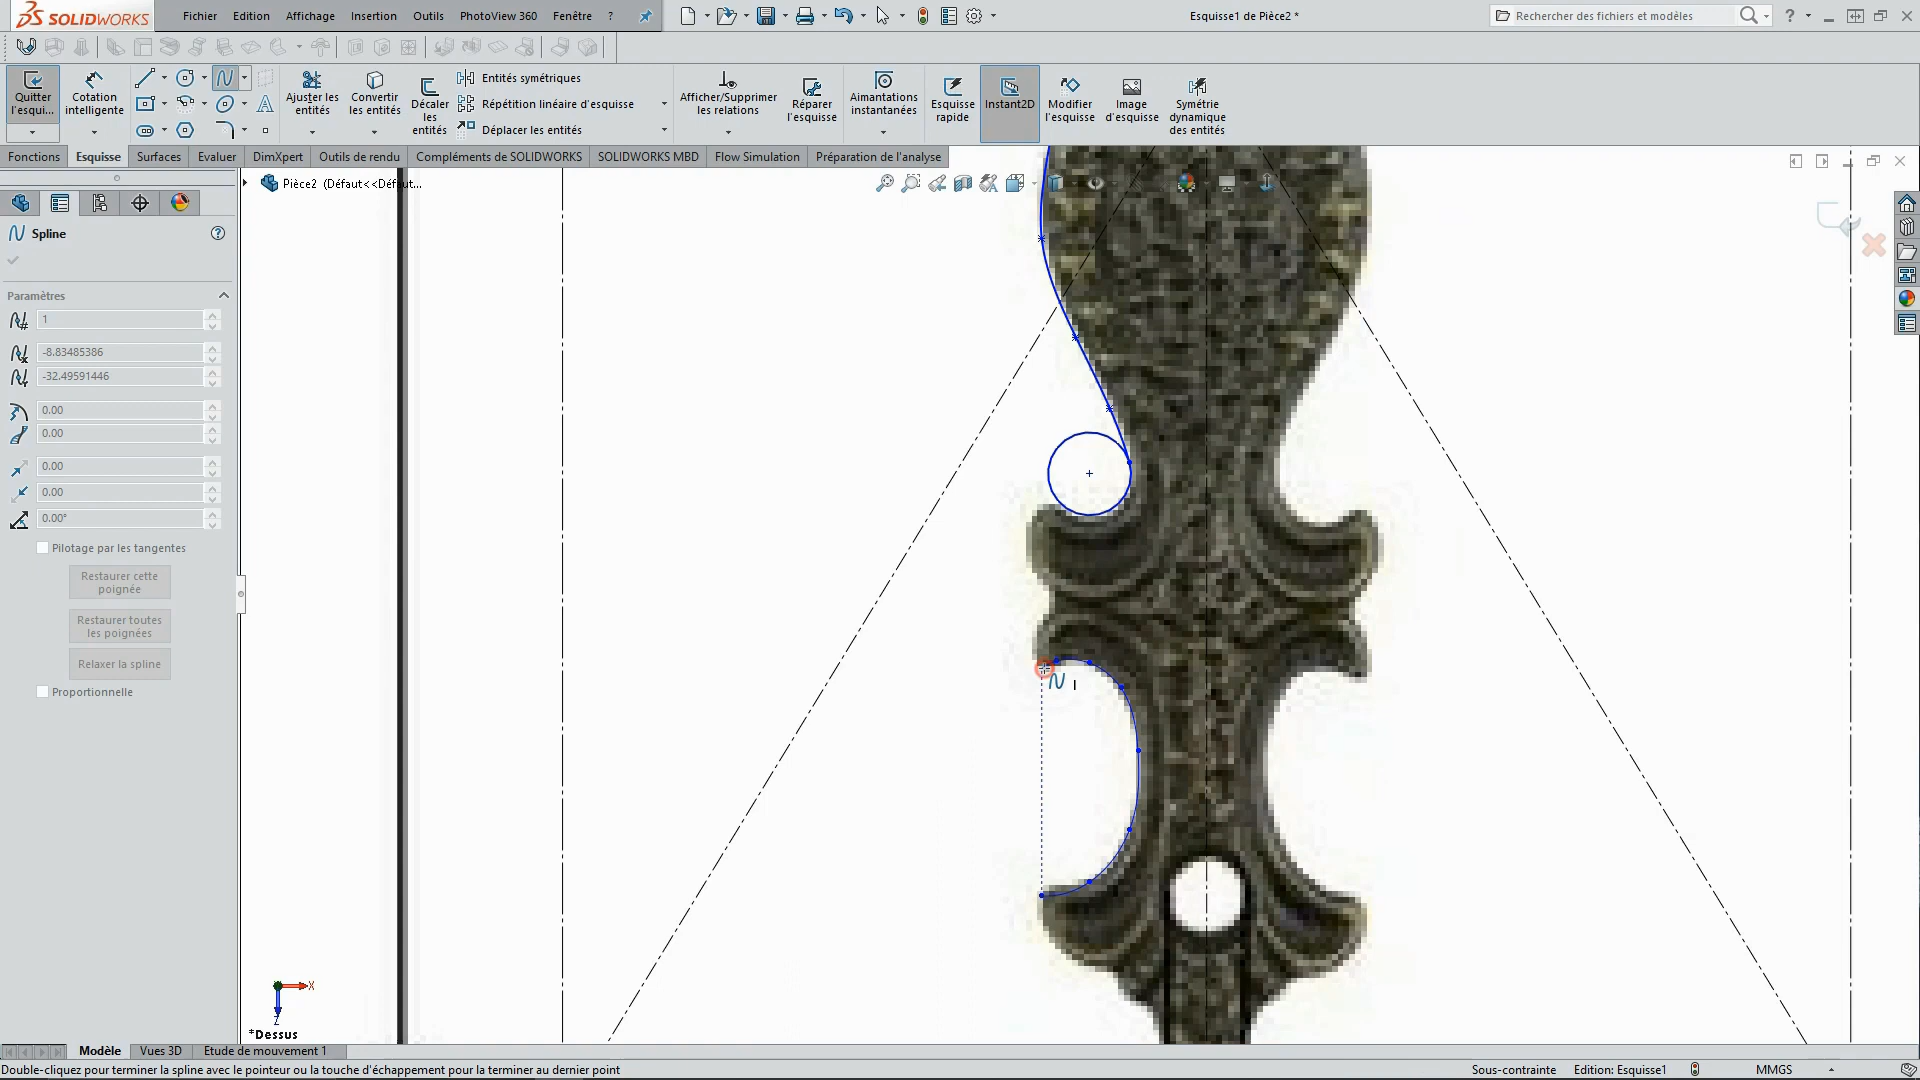 SOLIDWORKS
Fichier Edition Affichage Insertion Outils PhotoView 360 Fenêtre ?
Esquisse1 de Pièce2 *
Rechercher des fichiers et modèles
Quitter l'esqui...
Cotation intelligente
Ajuster les entités
Convertir les entités
Décaler les entités
Entités symétriques
Répétition linéaire d'esquisse
Déplacer les entités
Afficher/Supprimer les relations
Réparer l'esquisse
Aimantations instantanées
Esquisse rapide
Instant2D
Modifier l'esquisse
Image d'esquisse
Symétrie dynamique des entités
Fonctions Esquisse Surfaces Evaluer DimXpert Outils de rendu Compléments de SOLIDWORKS SOLIDWORKS MBD Flow Simulation Préparation de l'analyse
Pièce2 (Défaut<<Défaut...
Spline
Paramètres
1
-8.83485386
-32.49591446
0.00
0.00
0.00
0.00
0.00°
Pilotage par les tangentes
Restaurer cette
poignée
Restaurer toutes
les poignées
Relaxer la spline
Proportionnelle
X
Z
*Dessus
Modèle Vues 3D Etude de mouvement 1
Double-cliquez pour terminer la spline avec le pointeur ou la touche d'échappement pour la terminer au dernier point
Sous-contrainte Edition: Esquisse1 MMGS